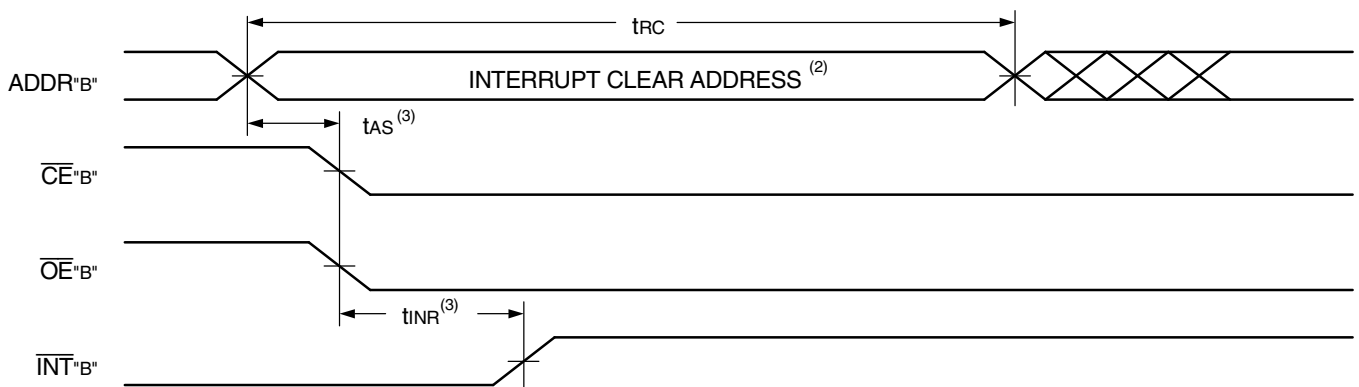 tRC
ADDR"B"
INTERRUPT CLEAR ADDRESS (2)
tAS(3)
CE"B"
OE"B"
tINR(3)
INT"B"